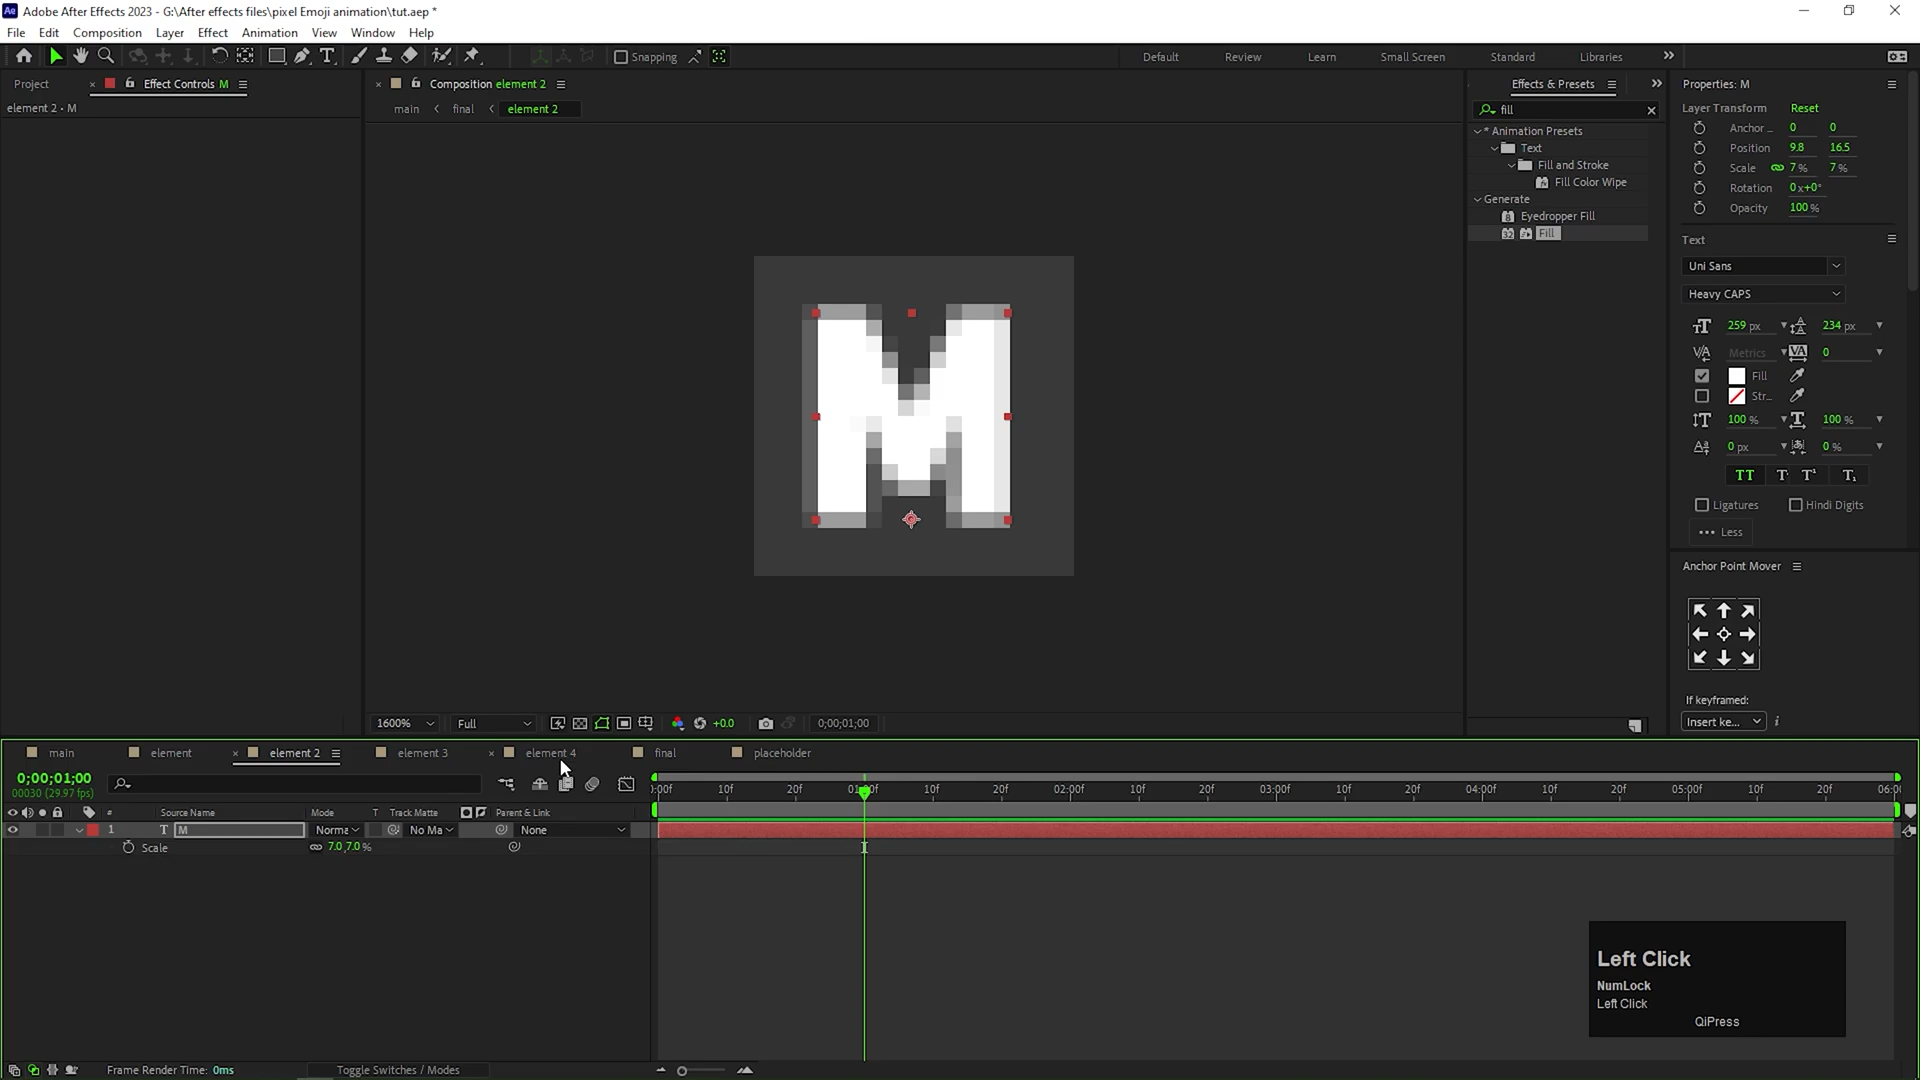 Adobe After Effects 2023 - G:\After effects files\pixel Emoji animation\tut.aep *
File Edit Composition Layer Effect Animation View Window Help
Snapping
Default Review Learn Small Screen Standard Libraries
Project Effect Controls M
element 2 • M
Composition element 2
main final element 2
Effects & Presets
fill
* Animation Presets
Text
Fill and Stroke
Fill Color Wipe
Generate
Eyedropper Fill
Fill
Properties: M
Layer Transform Reset
Anchor ... 0 0
Position 9.8 16.5
Scale 7 % 7 %
Rotation 0x+0°
Opacity 100 %
Text
Uni Sans
Heavy CAPS
259 px 234 px
Metrics 0
Fill
Str...
100 % 100 %
0 px 0 %
Ligatures Hindi Digits
Less
Anchor Point Mover
If keyframed:
Insert ke...
M
1600% Full +0.0 0;00;01;00
main element element 2 element 3 element 4 final placeholder
0;00;01;00
00030 (29.97 fps)
# Source Name Mode T Track Matte Parent & Link
1 T M Norma No Ma None
Scale 7.0,7.0%
0:00f 10f 20f 01:00f 10f 20f 02:00f 10f 20f 03:00f 10f 20f 04:00f 10f 20f 05:00f 10f 20f 06:00
Left Click
NumLock
Left Click
QiPress
Frame Render Time: 0ms Toggle Switches / Modes